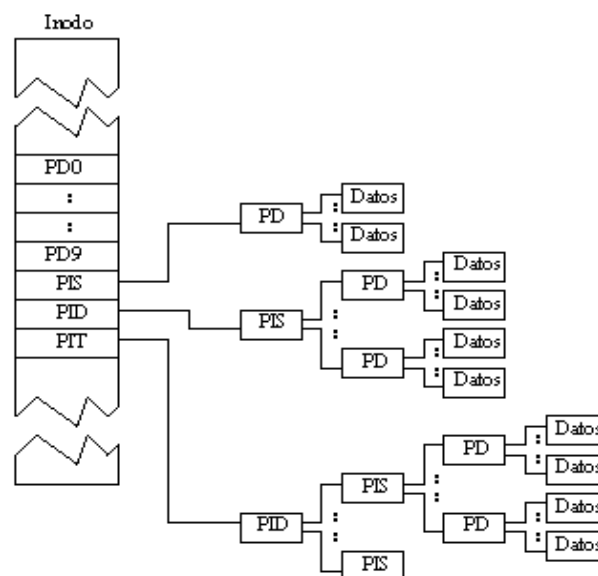 Inodo
PD0
:
:
PD9
PIS
PID
PIT
PD
:
Datos
Datos
PIS
:
:
PD
:
Datos
Datos
PD
:
Datos
Datos
PID
:
:
PIS
:
:
PD
:
Datos
Datos
PD
:
Datos
Datos
PIS